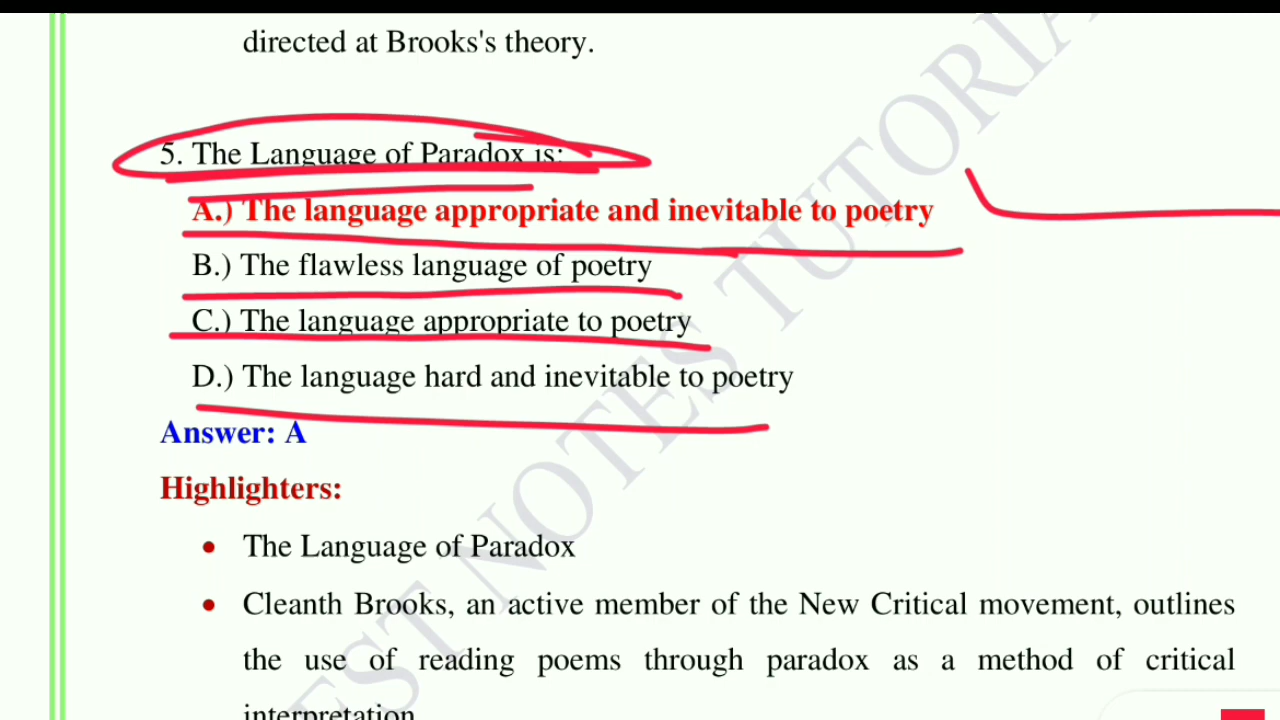 directed at Brooks's theory.
5. The Language of Paradox is:
A.) The language appropriate and inevitable to poetry
B.) The flawless language of poetry
C.) The language appropriate to poetry
D.) The language hard and inevitable to poetry
Answer: A
Highlighters:
• The Language of Paradox
• Cleanth Brooks, an active member of the New Critical movement, outlines
the use of reading poems through paradox as a method of critical
interpretation
EST NOTES TUTORIA